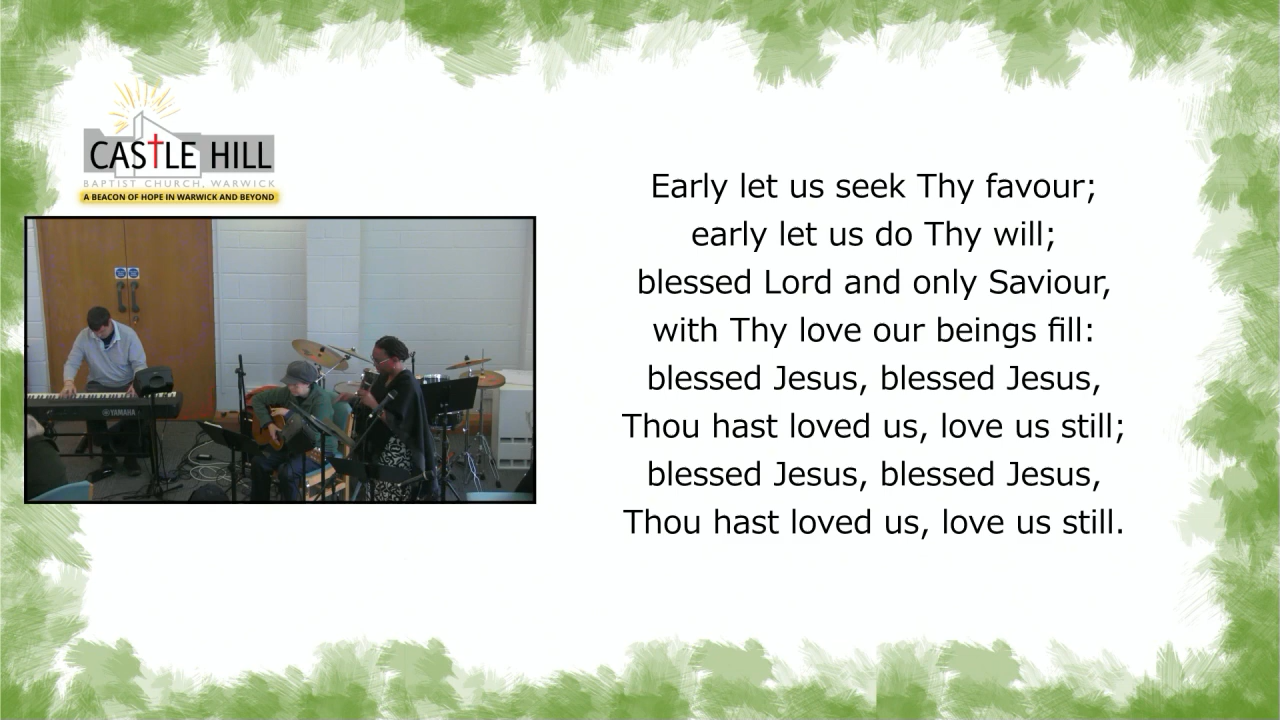 CASTLE HILL
BAPTIST CHURCH, WARWICK
A BEACON OF HOPE IN WARWICK AND BEYOND
YAMAHA
Early let us seek Thy favour;
early let us do Thy will;
blessed Lord and only Saviour,
with Thy love our beings fill:
blessed Jesus, blessed Jesus,
Thou hast loved us, love us still;
blessed Jesus, blessed Jesus,
Thou hast loved us, love us still.